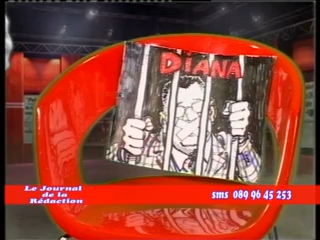 DIANA
Le Journal
de la
Rédaction
sms 089 96 45 253